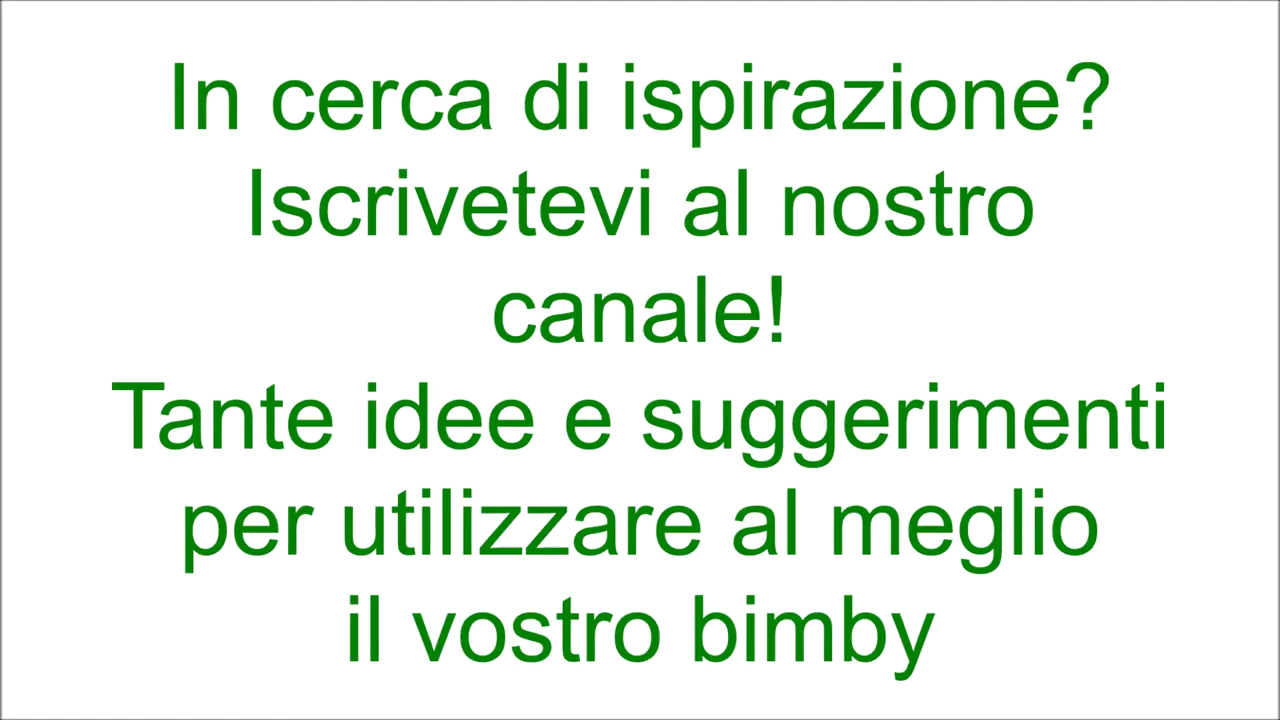 In cerca di ispirazione?
Iscrivetevi al nostro
canale!
Tante idee e suggerimenti
per utilizzare al meglio
il vostro bimby